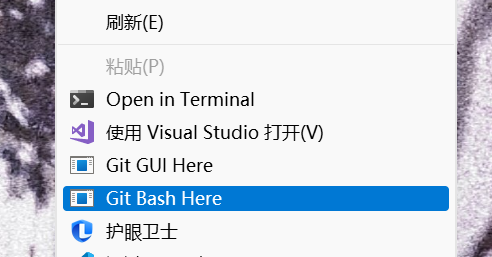 刷新(E)
粘贴(P)
Open in Terminal
使用 Visual Studio 打开(V)
Git GUI Here
Git Bash Here
护眼卫士